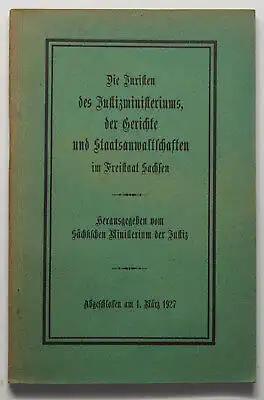 Die Juristen
des Justizministeriums,
der Gerichte
und Staatsanwaltschaften
im Freistaat Sachsen
Herausgegeben vom
Sächsischen Ministerium der Justiz
Abgeschlossen am 1. März 1927